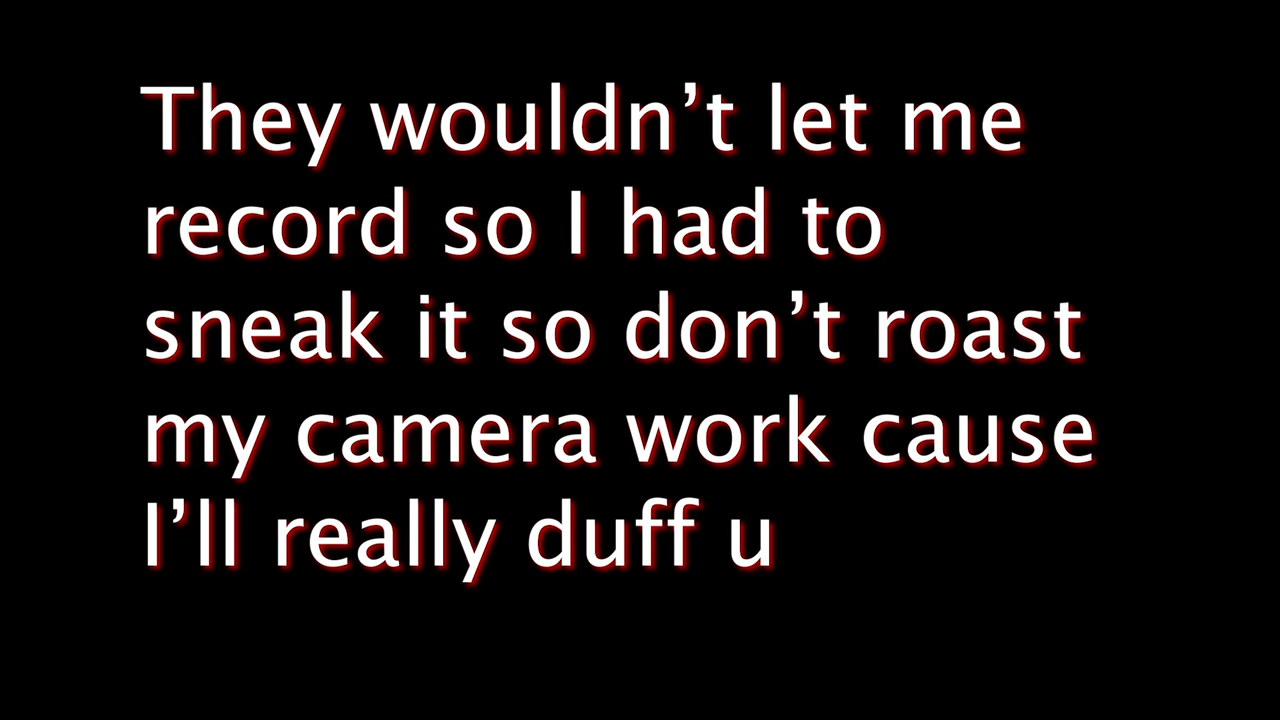 They wouldn’t let me
record so I had to
sneak it so don’t roast
my camera work cause
I’ll really duff u